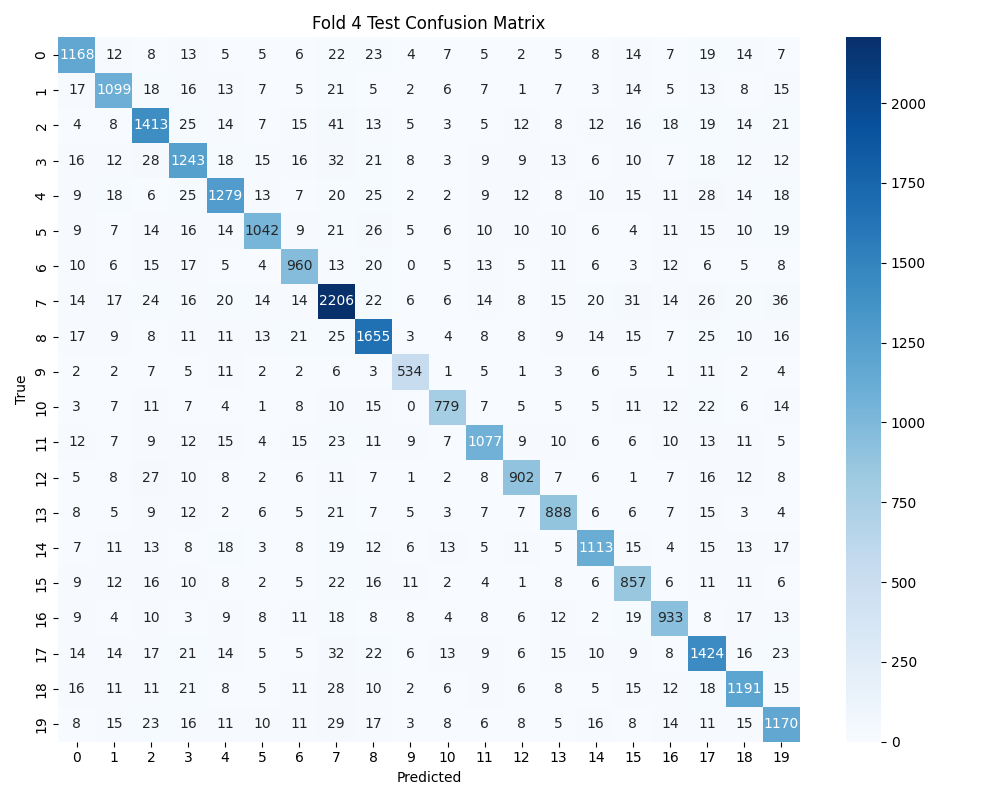 Fold 4 Test Confusion Matrix
0 1168 12 8 13 5 5 6 22 23 4 7 5 2 5 8 14 7 19 14 7
1 17 1099 18 16 13 7 5 21 5 2 6 7 1 7 3 14 5 13 8 15
2 4 8 1413 25 14 7 15 41 13 5 3 5 12 8 12 16 18 19 14 21
3 16 12 28 1243 18 15 16 32 21 8 3 9 9 13 6 10 7 18 12 12
4 9 18 6 25 1279 13 7 20 25 2 2 9 12 8 10 15 11 28 14 18
5 9 7 14 16 14 1042 9 21 26 5 6 10 10 10 6 4 11 15 10 19
6 10 6 15 17 5 4 960 13 20 0 5 13 5 11 6 3 12 6 5 8
7 14 17 24 16 20 14 14 2206 22 6 6 14 8 15 20 31 14 26 20 36
8 17 9 8 11 11 13 21 25 1655 3 4 8 8 9 14 15 7 25 10 16
9 2 2 7 5 11 2 2 6 3 534 1 5 1 3 6 5 1 11 2 4
10 3 7 11 7 4 1 8 10 15 0 779 7 5 5 5 11 12 22 6 14
11 12 7 9 12 15 4 15 23 11 9 7 1077 9 10 6 6 10 13 11 5
12 5 8 27 10 8 2 6 11 7 1 2 8 902 7 6 1 7 16 12 8
13 8 5 9 12 2 6 5 21 7 5 3 7 7 888 6 6 7 15 3 4
14 7 11 13 8 18 3 8 19 12 6 13 5 11 5 1113 15 4 15 13 17
15 9 12 16 10 8 2 5 22 16 11 2 4 1 8 6 857 6 11 11 6
16 9 4 10 3 9 8 11 18 8 8 4 8 6 12 2 19 933 8 17 13
17 14 14 17 21 14 5 5 32 22 6 13 9 6 15 10 9 8 1424 16 23
18 16 11 11 21 8 5 11 28 10 2 6 9 6 8 5 15 12 18 1191 15
19 8 15 23 16 11 10 11 29 17 3 8 6 8 5 16 8 14 11 15 1170
0 1 2 3 4 5 6 7 8 9 10 11 12 13 14 15 16 17 18 19
Predicted
True
2000
1750
1500
1250
1000
750
500
250
0